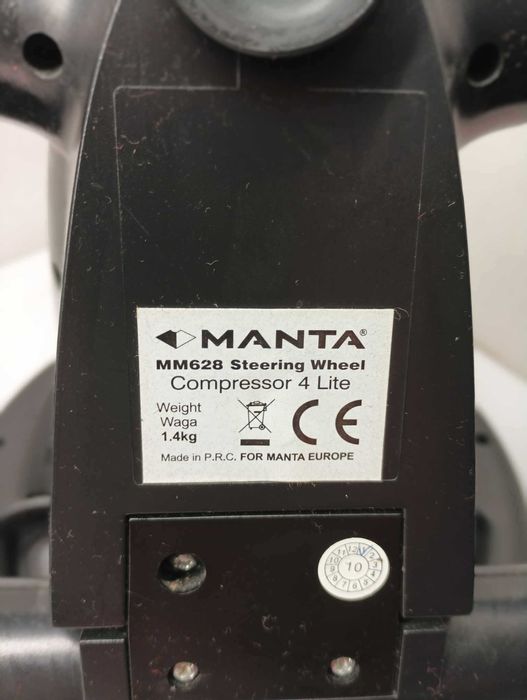 MANTA®
MM628 Steering Wheel
Compressor 4 Lite
Weight
Waga
1.4kg
CE
Made in P.R.C. FOR MANTA EUROPE
10